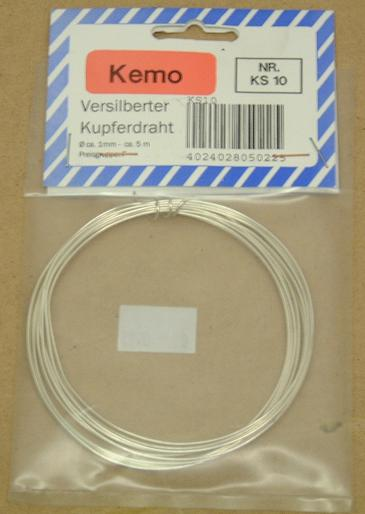 Kemo
NR.
KS 10
Versilberter
Kupferdraht
KS10
Ø ca. 1mm - ca. 5 m
4024028050225